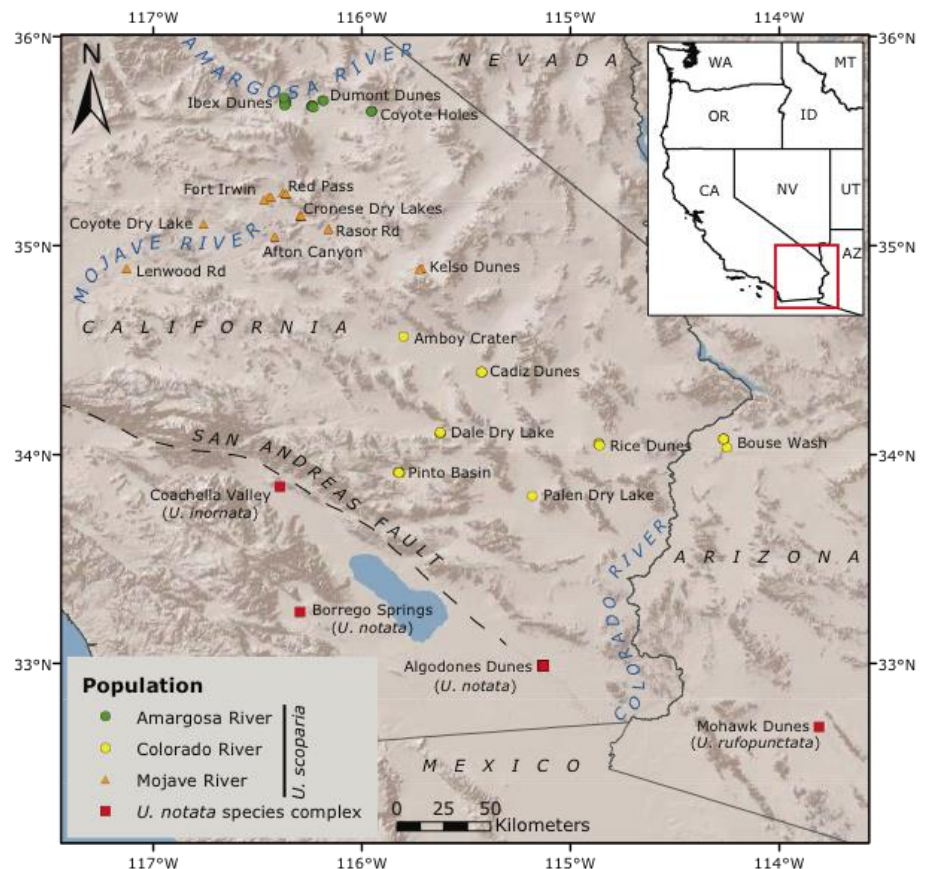 117°W
116°W
115°W
114°W
36°N
36°N
N
AMARGOSA RIVER
NEVADA
WA
MT
OR
ID
CA
NV
UT
AZ
Ibex Dunes
Dumont Dunes
Coyote Holes
Fort Irwin
Red Pass
Cronese Dry Lakes
Coyote Dry Lake
Rasor Rd
MOJAVE RIVER
Afton Canyon
35°N
35°N
Lenwood Rd
Kelso Dunes
CALIFORNIA
Amboy Crater
Cadiz Dunes
SAN ANDREAS FAULT
Dale Dry Lake
Rice Dunes
Bouse Wash
34°N
34°N
Pinto Basin
Coachella Valley
(U. inornata)
Palen Dry Lake
COLORADO RIVER
ARIZONA
Borrego Springs
(U. notata)
33°N
33°N
Algodones Dunes
(U. notata)
Mohawk Dunes
(U. rufopunctata)
MEXICO
Population
Amargosa River
Colorado River
Mojave River
U. scoparia
U. notata species complex
0 25 50
Kilometers
117°W
116°W
115°W
114°W